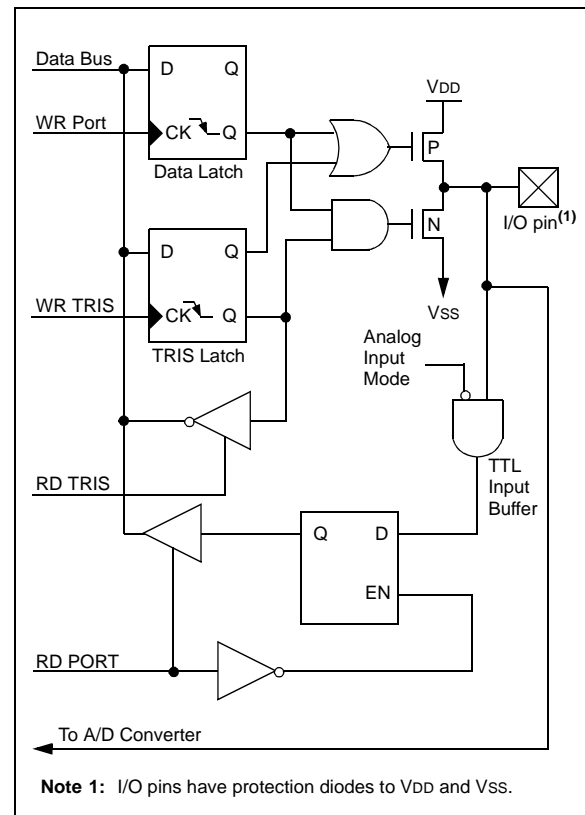 Data Bus
D Q
VDD
WR Port
CK Q
P
Data Latch
I/O pin(1)
N
D Q
WR TRIS
CK Q
VSS
TRIS Latch
Analog
Input
Mode
TTL
Input
Buffer
RD TRIS
Q D
EN
RD PORT
To A/D Converter
Note 1: I/O pins have protection diodes to VDD and VSS.